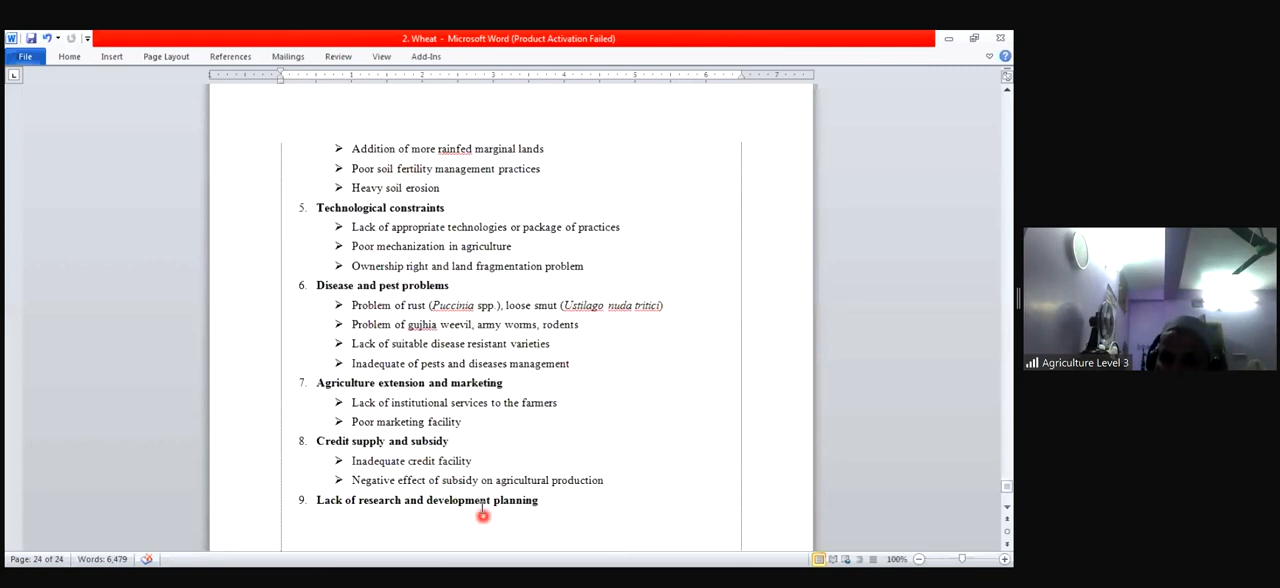 2. Wheat - Microsoft Word (Product Activation Failed)
File Home Insert Page Layout References Mailings Review View Add-Ins
1 2 3 4 5 6 7
Addition of more rainfed marginal lands
Poor soil fertility management practices
Heavy soil erosion
5. Technological constraints
Lack of appropriate technologies or package of practices
Poor mechanization in agriculture
Ownership right and land fragmentation problem
6. Disease and pest problems
Problem of rust (Puccinia spp.), loose smut (Ustilago nuda tritici)
Problem of gujhia weevil, army worms, rodents
Lack of suitable disease resistant varieties
Inadequate of pests and diseases management
7. Agriculture extension and marketing
Lack of institutional services to the farmers
Poor marketing facility
8. Credit supply and subsidy
Inadequate credit facility
Negative effect of subsidy on agricultural production
9. Lack of research and development planning
Agriculture Level 3
Page: 24 of 24 Words: 6,479 100%